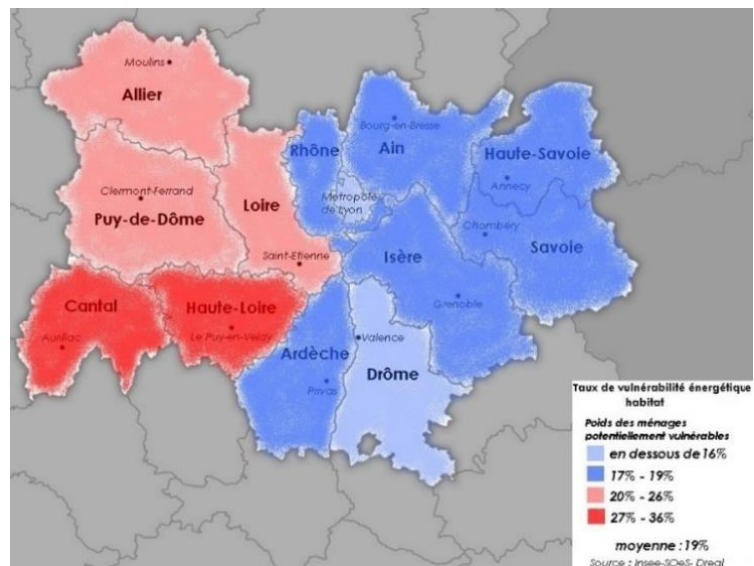 Moulins
Allier
Bourg-en-Bresse
Rhône
Ain
Haute-Savoie
Annecy
Clermont-Ferrand
Puy-de-Dôme
Loire
Métropole
de Lyon
Saint-Etienne
Chambéry
Savoie
Isère
Grenoble
Cantal
Aurillac
Haute-Loire
Le Puy-en-Velay
Ardèche
Privas
Valence
Drôme
Taux de vulnérabilité énergétique
habitat
Poids des ménages
potentiellement vulnérables
en dessous de 16%
17% - 19%
20% - 26%
27% - 36%
moyenne : 19%
Source : Insee-SOeS- Dreal